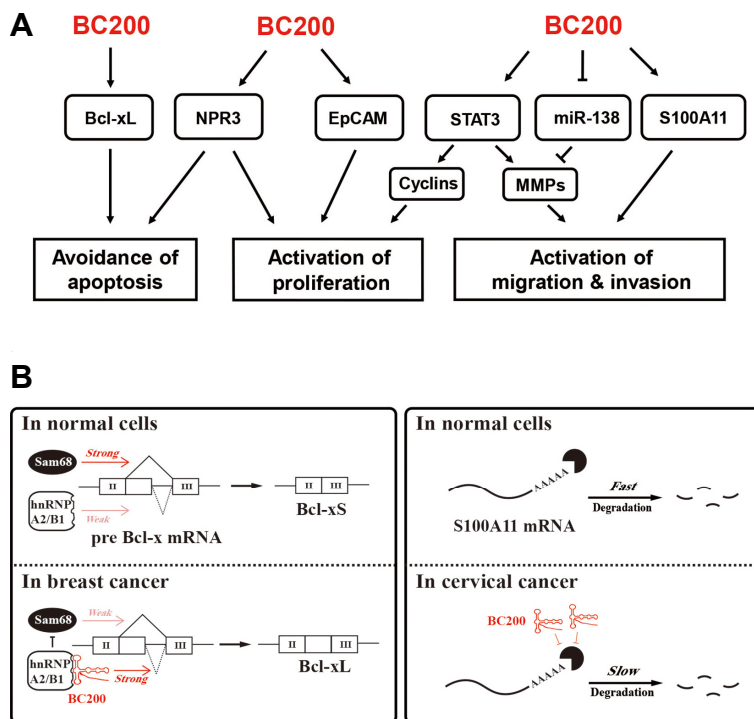 A
BC200 BC200 BC200
Bcl-xL NPR3 EpCAM STAT3 miR-138 S100A11
Cyclins MMPs
Avoidance of
apoptosis
Activation of
proliferation
Activation of
migration & invasion
B
In normal cells
Sam68
Strong
II III
hnRNP
A2/B1
Weak
pre Bcl-x mRNA
II III
Bcl-xS
In breast cancer
Sam68
Weak
II III
hnRNP
A2/B1
Strong
BC200
II III
Bcl-xL
In normal cells
AAAAA
S100A11 mRNA
Fast
Degradation
In cervical cancer
BC200
AAAAA
Slow
Degradation